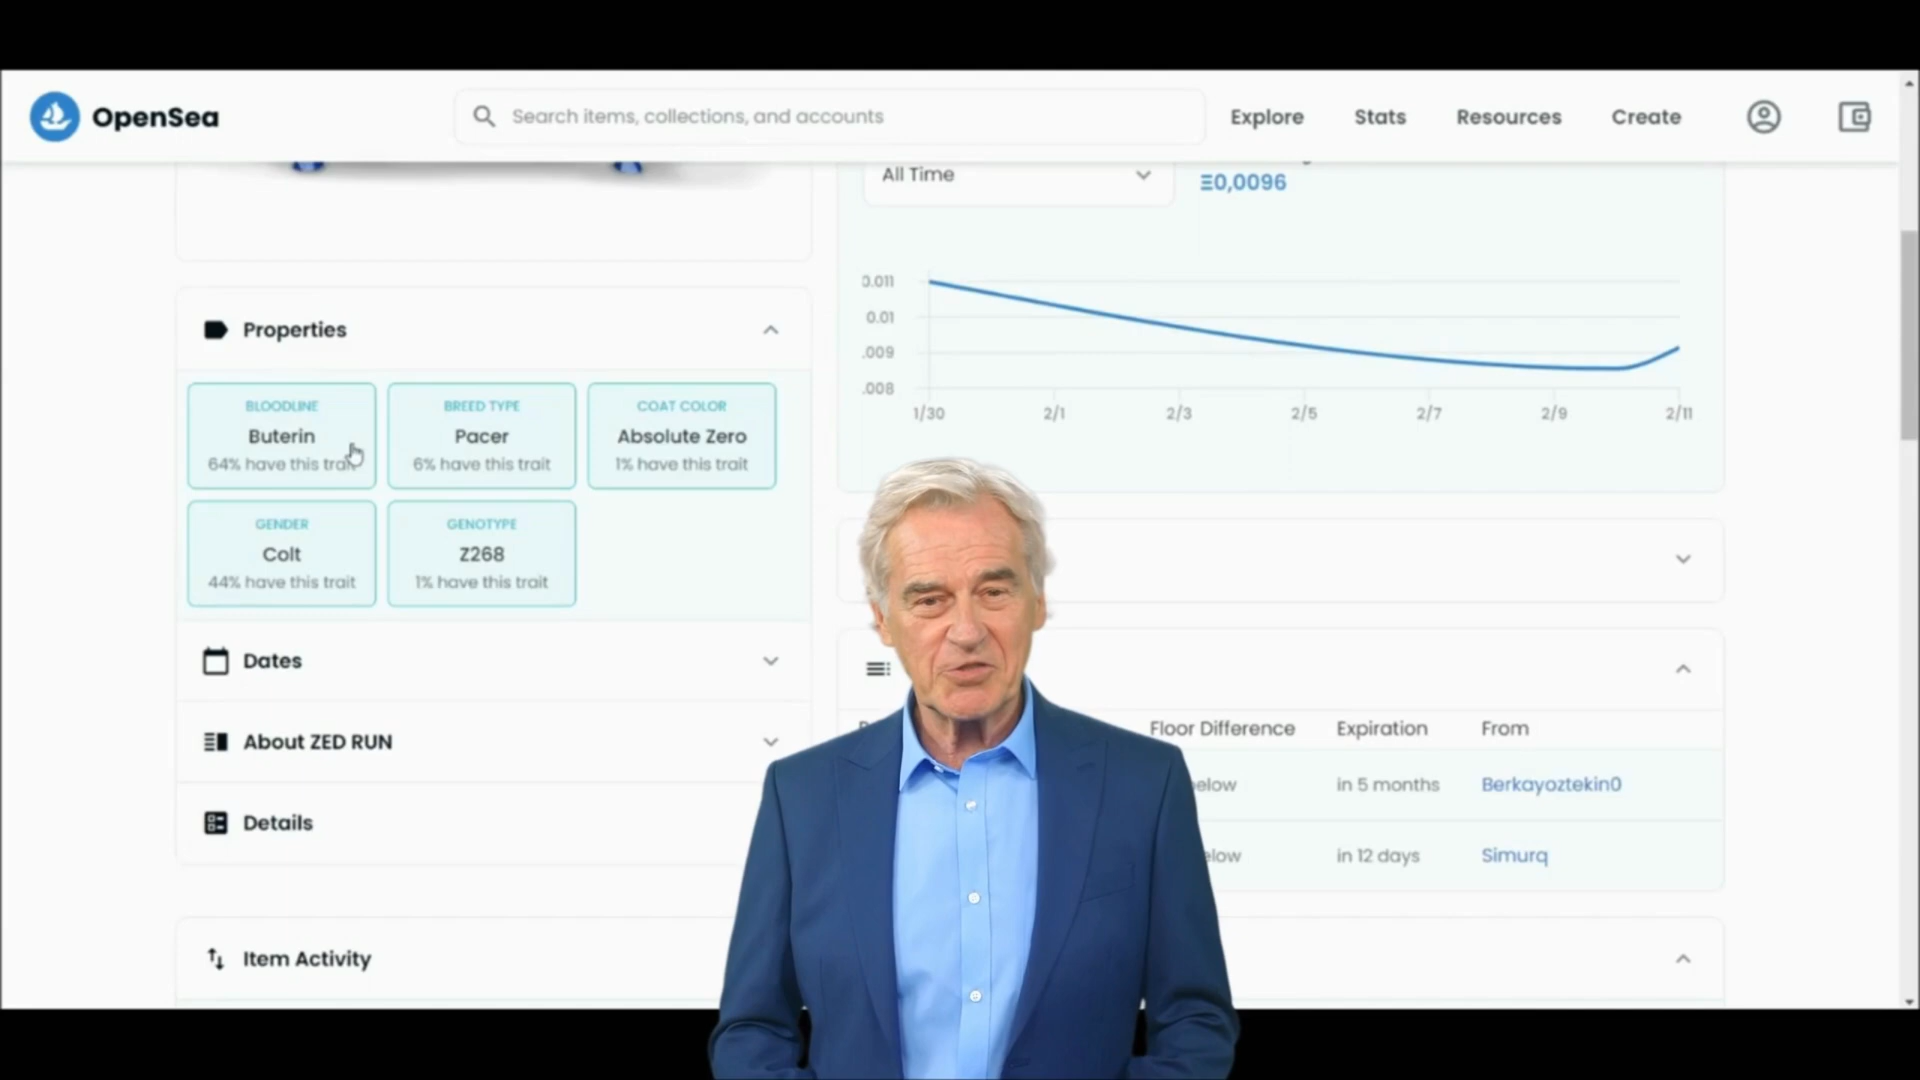 OpenSea
Search items, collections, and accounts
Explore
Stats
Resources
Create
All Time
Ξ0,0096
Properties
BLOODLINE
Buterin
64% have this trait
BREED TYPE
Pacer
6% have this trait
COAT COLOR
Absolute Zero
1% have this trait
GENDER
Colt
44% have this trait
GENOTYPE
Z268
1% have this trait
Dates
About ZED RUN
Details
Item Activity
0.011
0.01
.009
.008
1/30
2/1
2/3
2/5
2/7
2/9
2/11
Floor Difference
Expiration
From
elow
in 5 months
Berkayoztekin0
elow
in 12 days
Simurq